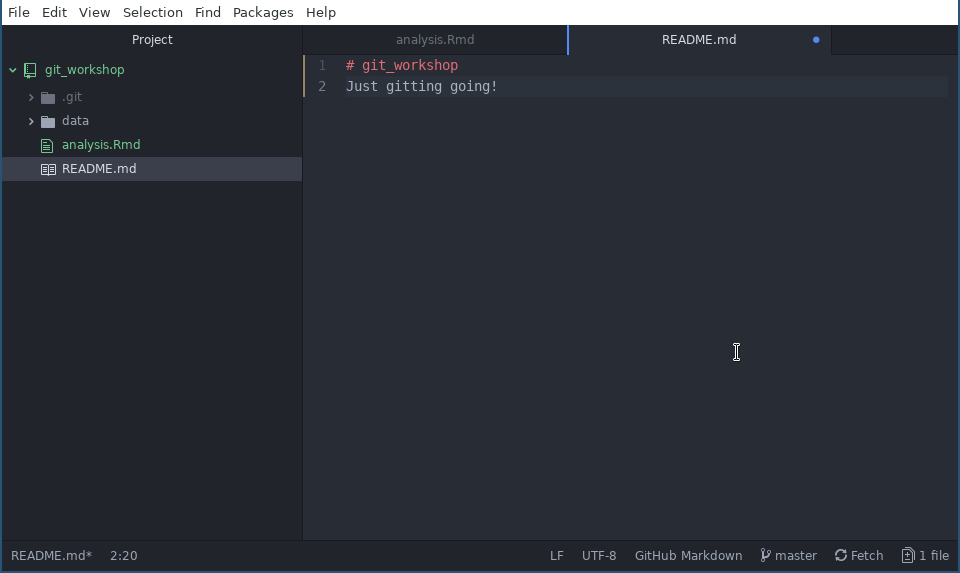 File Edit View Selection Find Packages Help
Project
analysis.Rmd
README.md
git_workshop
.git
data
analysis.Rmd
README.md
1 # git_workshop
2 Just gitting going!
README.md* 2:20 LF UTF-8 GitHub Markdown master Fetch 1 file